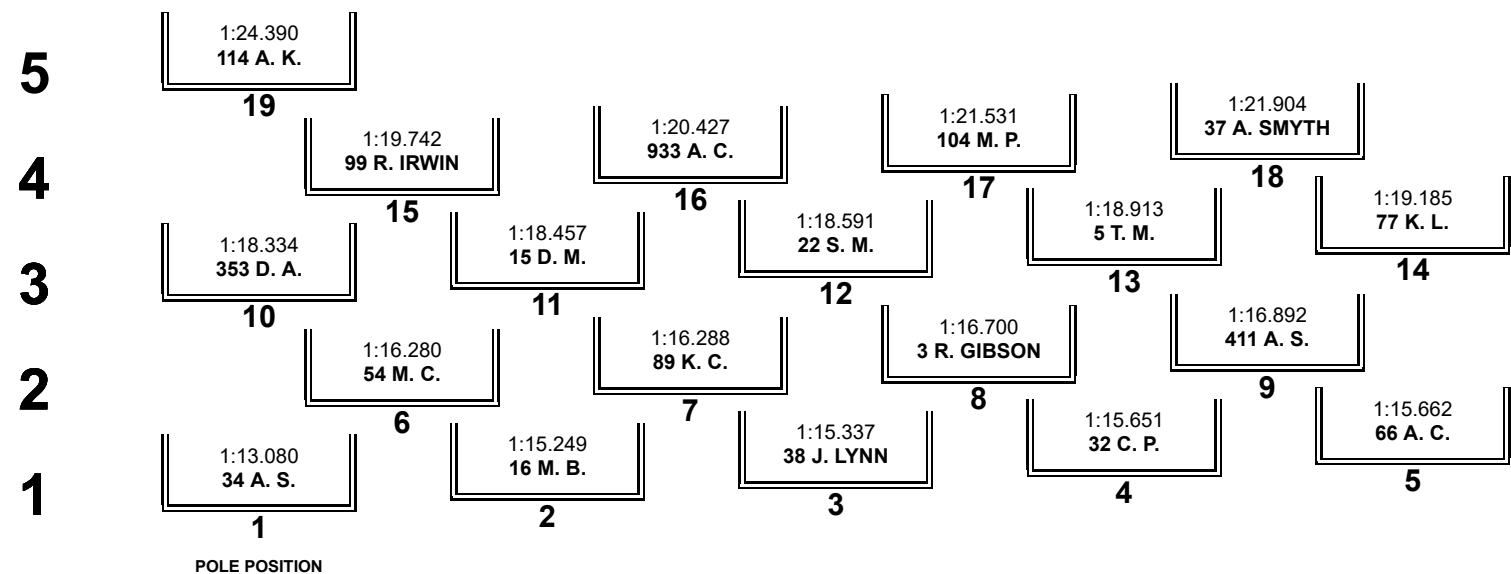 5
1:24.390
114 A. K.
19
4
1:19.742
99 R. IRWIN
15
1:20.427
933 A. C.
16
1:21.531
104 M. P.
17
1:21.904
37 A. SMYTH
18
3
1:18.334
353 D. A.
10
1:18.457
15 D. M.
11
1:18.591
22 S. M.
12
1:18.913
5 T. M.
13
1:19.185
77 K. L.
14
2
1:16.280
54 M. C.
6
1:16.288
89 K. C.
7
1:16.700
3 R. GIBSON
8
1:16.892
411 A. S.
9
1
1:13.080
34 A. S.
1
1:15.249
16 M. B.
2
1:15.337
38 J. LYNN
3
1:15.651
32 C. P.
4
1:15.662
66 A. C.
5
POLE POSITION